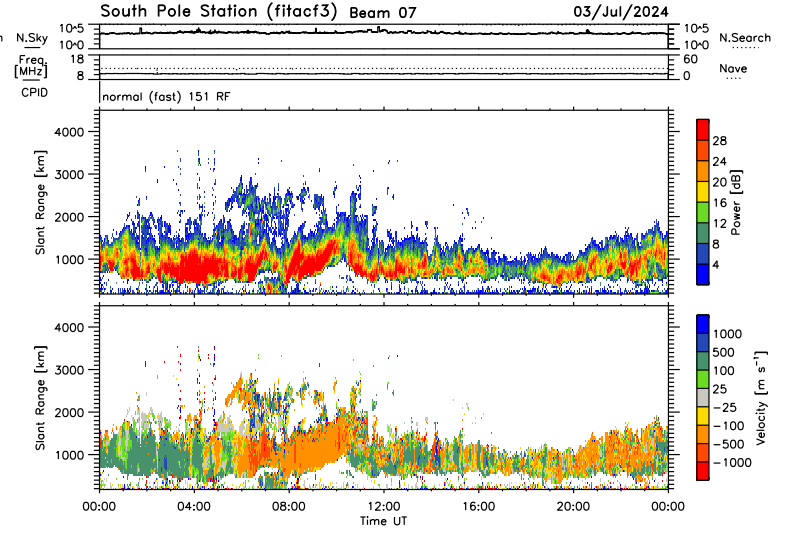 South Pole Station (fitacf3) Beam 07 03/Jul/2024
n N.Sky 10^5 10^0 10^5 10^0 N.Search
Freq. [MHz] 18 8 60 0 Nave
CPID normal (fast) 151 RF
Slant Range [km]
4000
3000
2000
1000
28
24
20
16
12
8
4
Power [dB]
Slant Range [km]
4000
3000
2000
1000
1000
500
100
25
-25
-100
-500
-1000
Velocity [m s⁻¹]
00:00 04:00 08:00 12:00 16:00 20:00 00:00
Time UT